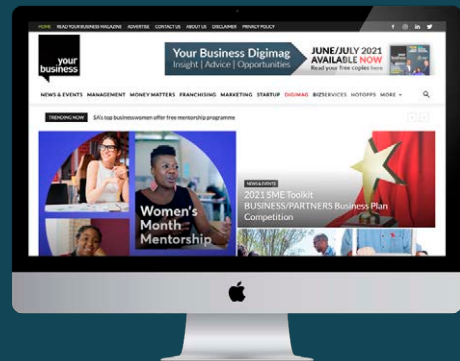 HOME READ YOUR BUSINESS MAGAZINE ADVERTISE CONTACT US ABOUT US DISCLAIMER PRIVACY POLICY
your
business
Your Business Digimag
Insight | Advice | Opportunities
JUNE/JULY 2021
AVAILABLE NOW
Read your free copies here
NEWS & EVENTS MANAGEMENT MONEY MATTERS FRANCHISING MARKETING STARTUP DIGIMAG BIZSERVICES HOTOPPS MORE
TRENDING NOW SA's top businesswomen offer free mentorship programme
Women's
Month
Mentorship
NEWS & EVENTS
2021 SME Toolkit
BUSINESS/PARTNERS Business Plan
Competition